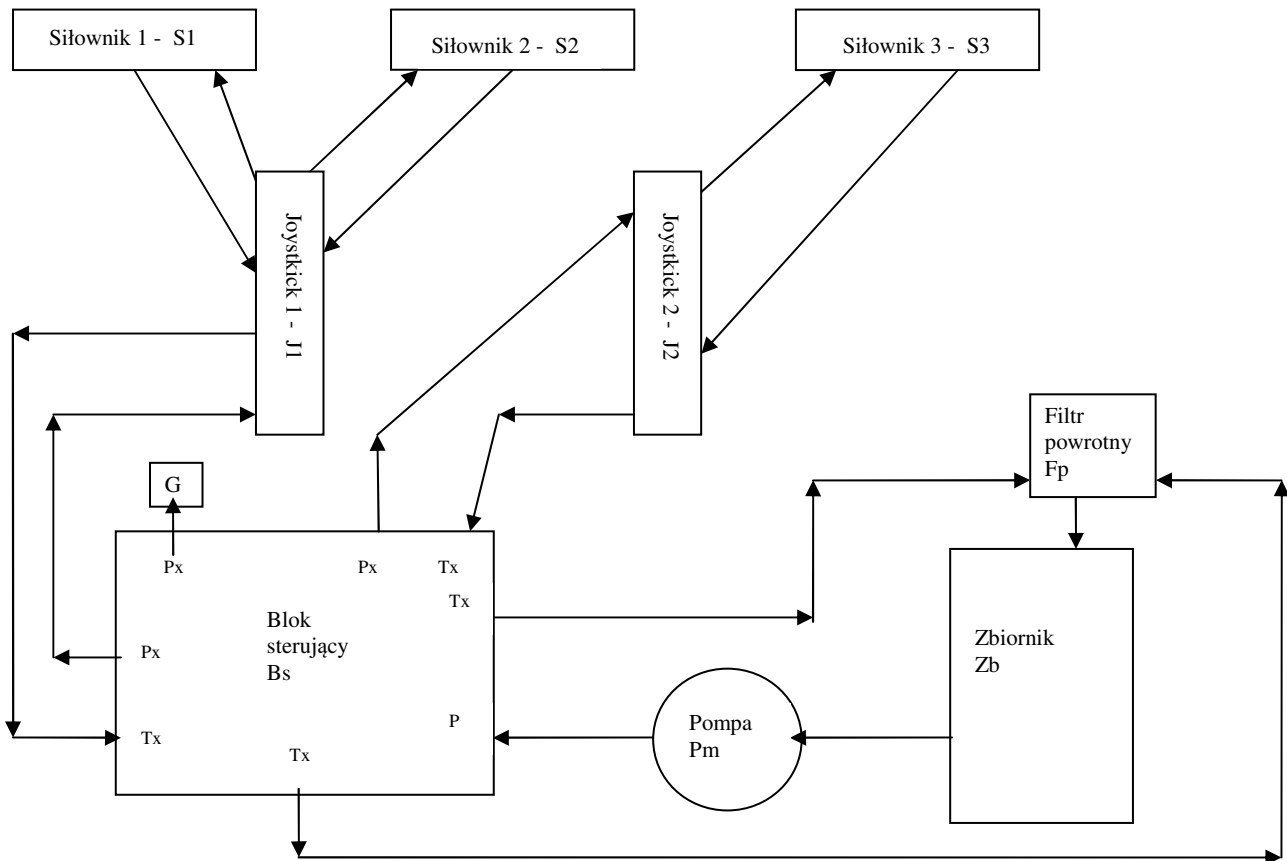 Siłownik 1 - S1
Siłownik 2 - S2
Siłownik 3 - S3
Joystkick 1 - J1
Joystkick 2 - J2
Filtr
powrotny
Fp
G
Px
Px
Tx
Tx
Blok
sterujący
Bs
Px
Zbiornik
Zb
P
Pompa
Pm
Tx
Tx